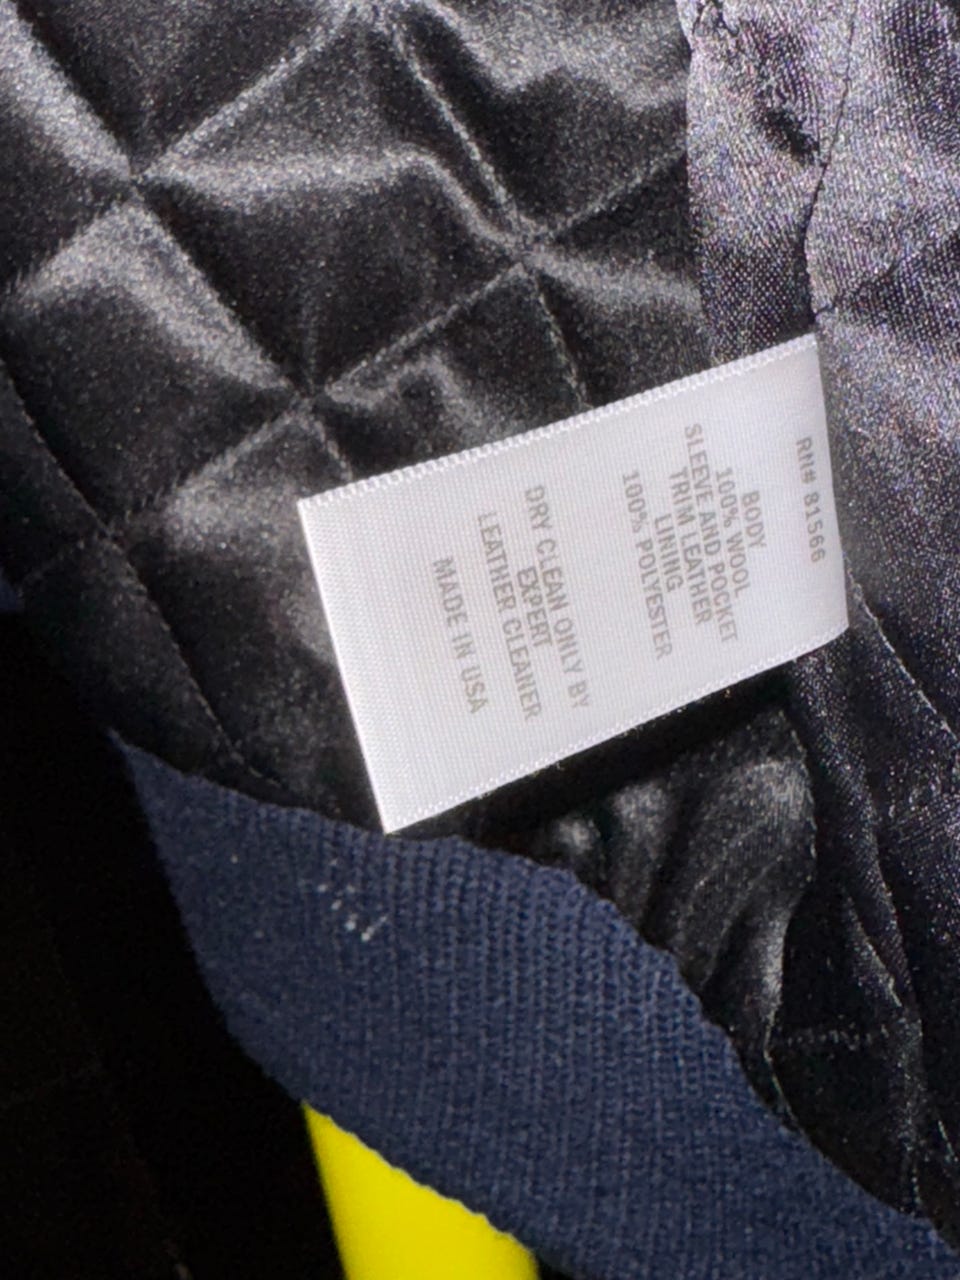 RN# 81566
BODY
100% WOOL
SLEEVE AND POCKET
TRIM LEATHER
LINING
100% POLYESTER
DRY CLEAN ONLY BY
EXPERT
LEATHER CLEANER
MADE IN USA